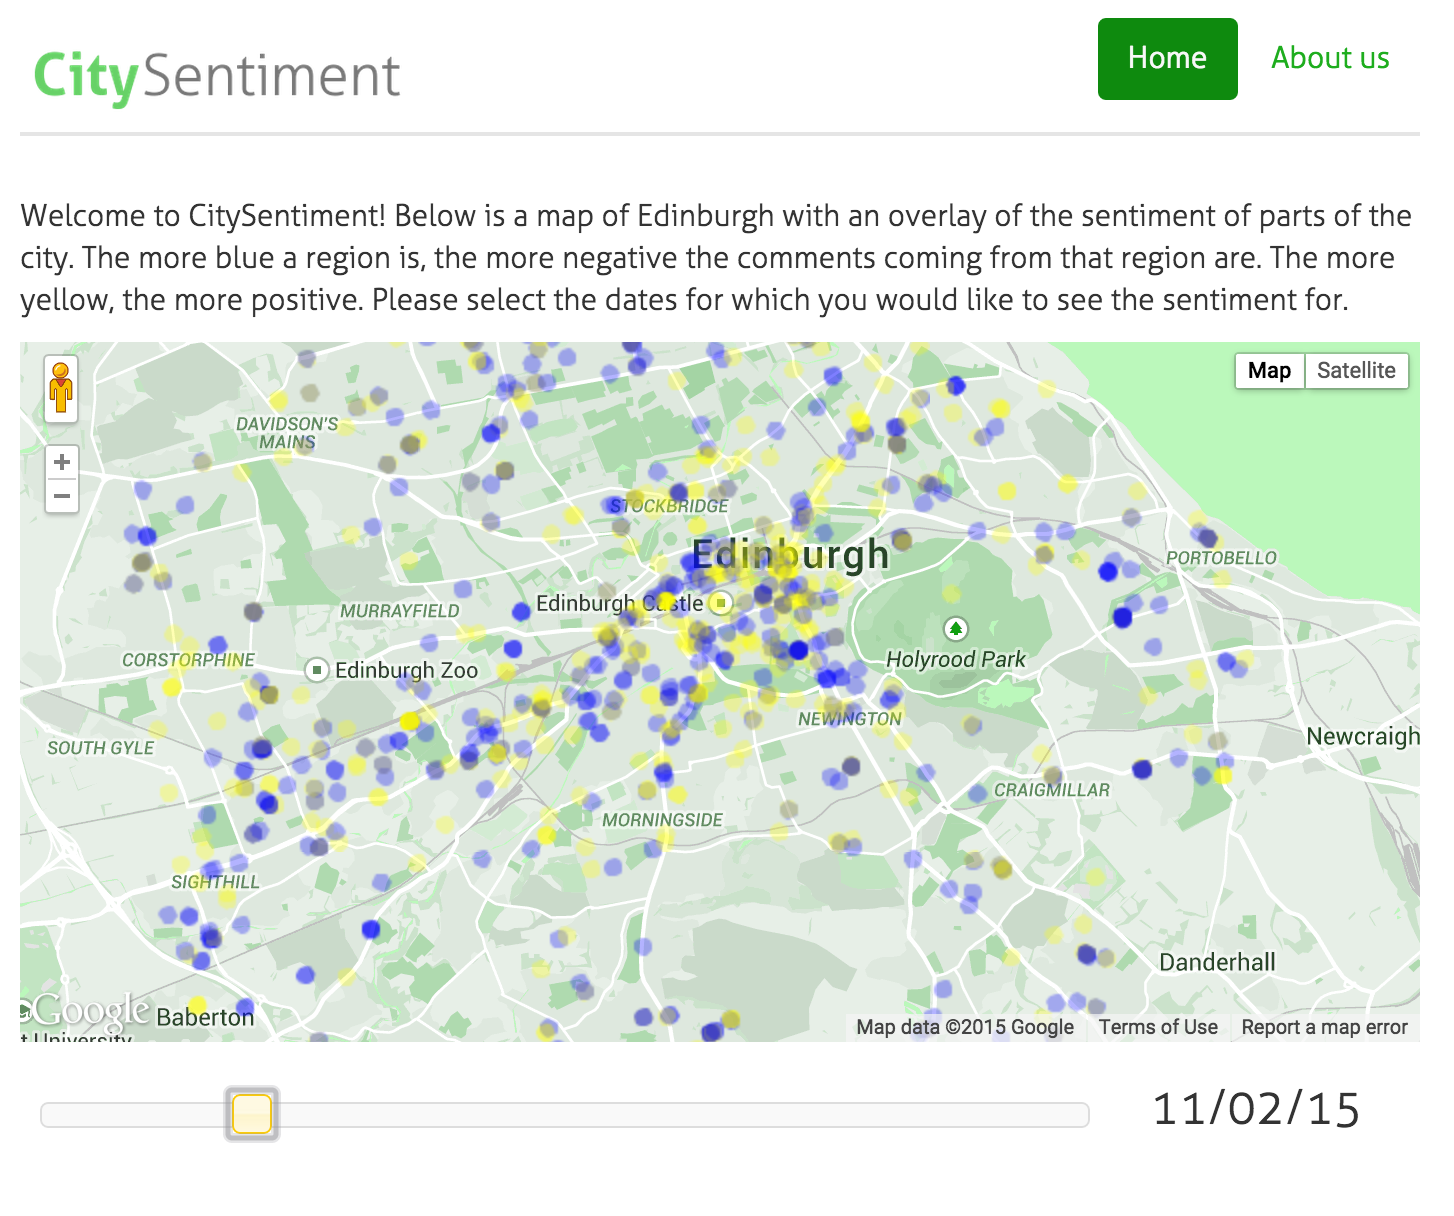 CitySentiment
Home
About us
Welcome to CitySentiment! Below is a map of Edinburgh with an overlay of the sentiment of parts of the
city. The more blue a region is, the more negative the comments coming from that region are. The more
yellow, the more positive. Please select the dates for which you would like to see the sentiment for.
Map
Satellite
DAVIDSON'S
MAINS
STOCKBRIDGE
Edinburgh
PORTOBELLO
Edinburgh Castle
MURRAYFIELD
CORSTORPHINE
Edinburgh Zoo
Holyrood Park
NEWINGTON
SOUTH GYLE
Newcraigh
CRAIGMILLAR
MORNINGSIDE
SIGHTHILL
Danderhall
Google
Baberton
t University
Map data ©2015 Google
Terms of Use
Report a map error
11/02/15